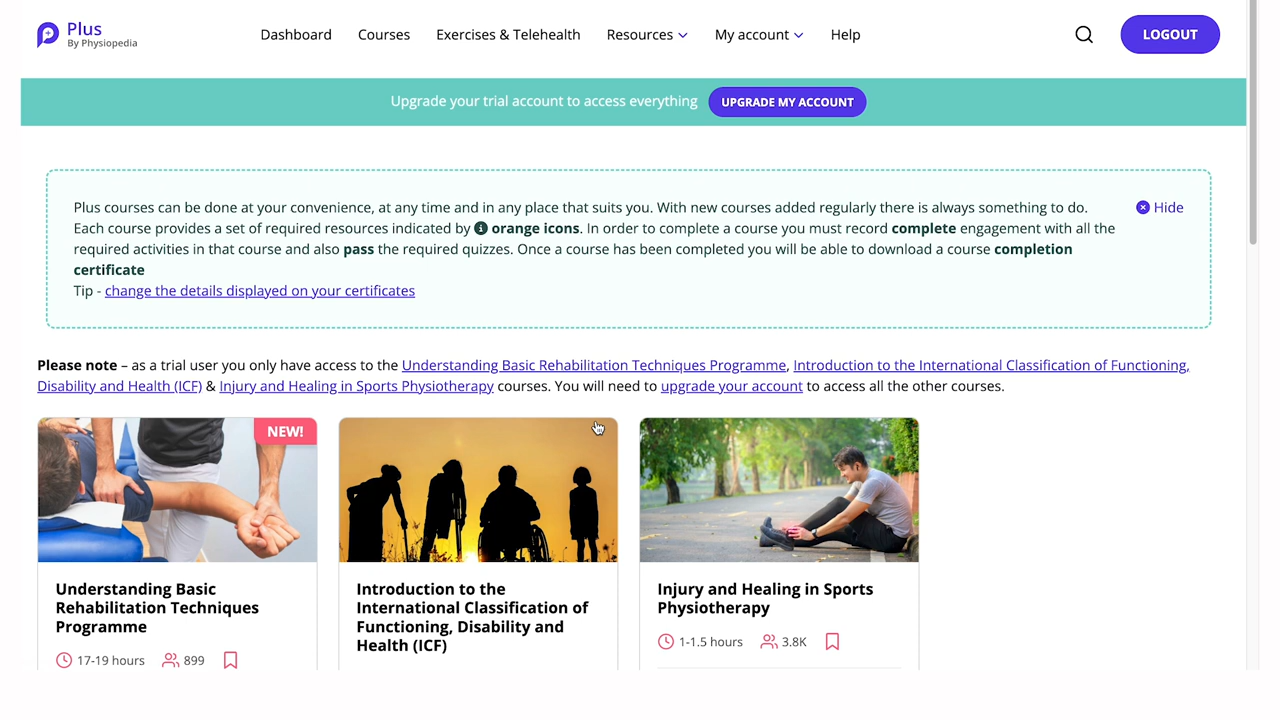 Plus
By Physiopedia
Dashboard
Courses
Exercises & Telehealth
Resources
My account
Help
LOGOUT
Upgrade your trial account to access everything
UPGRADE MY ACCOUNT
Plus courses can be done at your convenience, at any time and in any place that suits you. With new courses added regularly there is always something to do.
Hide
Each course provides a set of required resources indicated by orange icons. In order to complete a course you must record complete engagement with all the
required activities in that course and also pass the required quizzes. Once a course has been completed you will be able to download a course completion
certificate
Tip - change the details displayed on your certificates
Please note – as a trial user you only have access to the Understanding Basic Rehabilitation Techniques Programme, Introduction to the International Classification of Functioning,
Disability and Health (ICF) & Injury and Healing in Sports Physiotherapy courses. You will need to upgrade your account to access all the other courses.
NEW!
Understanding Basic
Rehabilitation Techniques
Programme
17-19 hours
899
Introduction to the
International Classification of
Functioning, Disability and
Health (ICF)
Injury and Healing in Sports
Physiotherapy
1-1.5 hours
3.8K